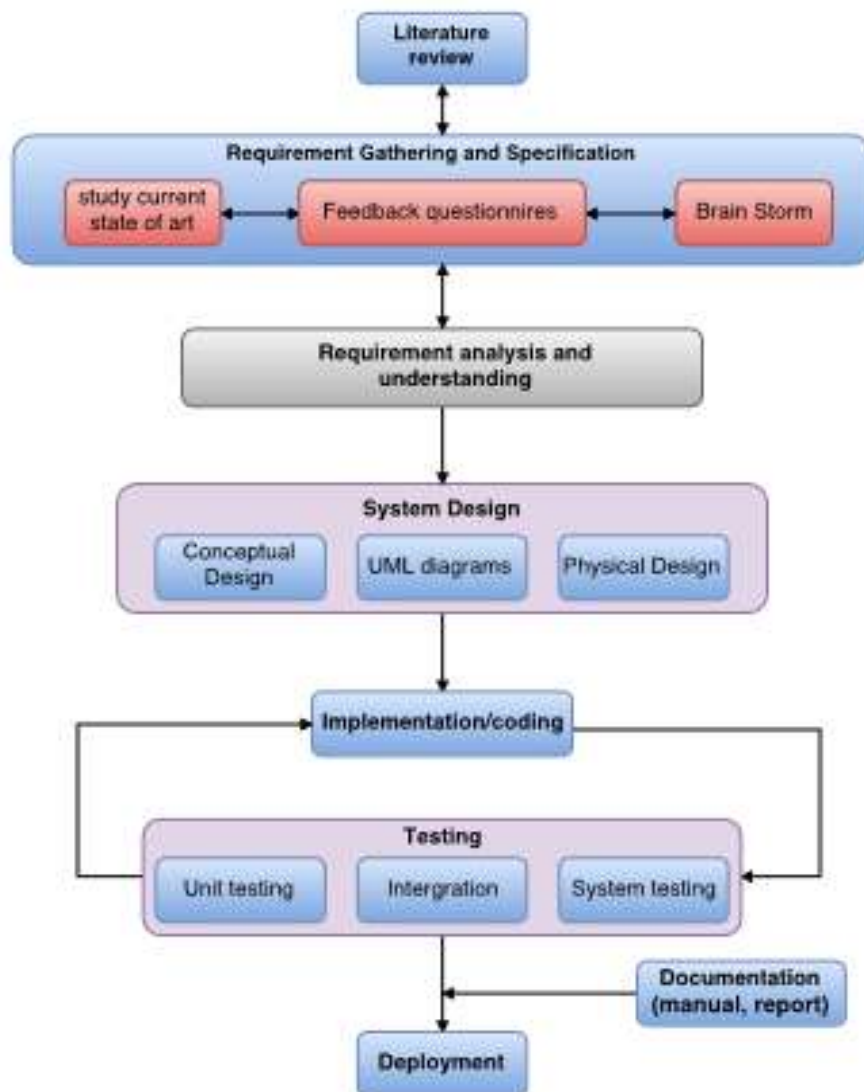 Literature
review
Requirement Gathering and Specification
study current
state of art
Feedback questionnires
Brain Storm
Requirement analysis and
understanding
System Design
Conceptual
Design
UML diagrams
Physical Design
Implementation/coding
Testing
Unit testing
Intergration
System testing
Documentation
(manual, report)
Deployment